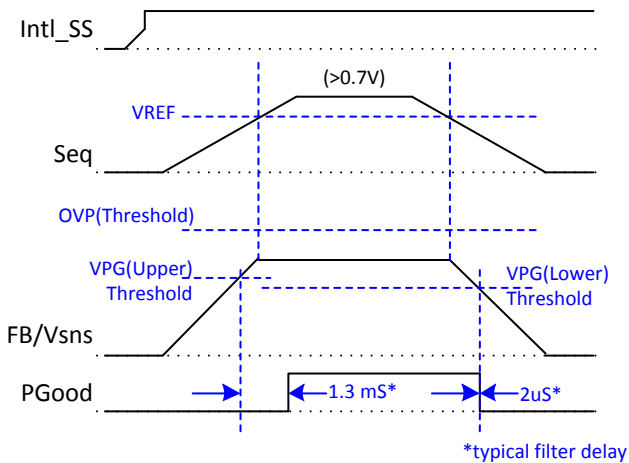 Intl_SS
(>0.7V)
VREF
Seq
OVP(Threshold)
VPG(Upper)
Threshold
VPG(Lower)
Threshold
FB/Vsns
PGood
1.3 mS*
2uS*
*typical filter delay